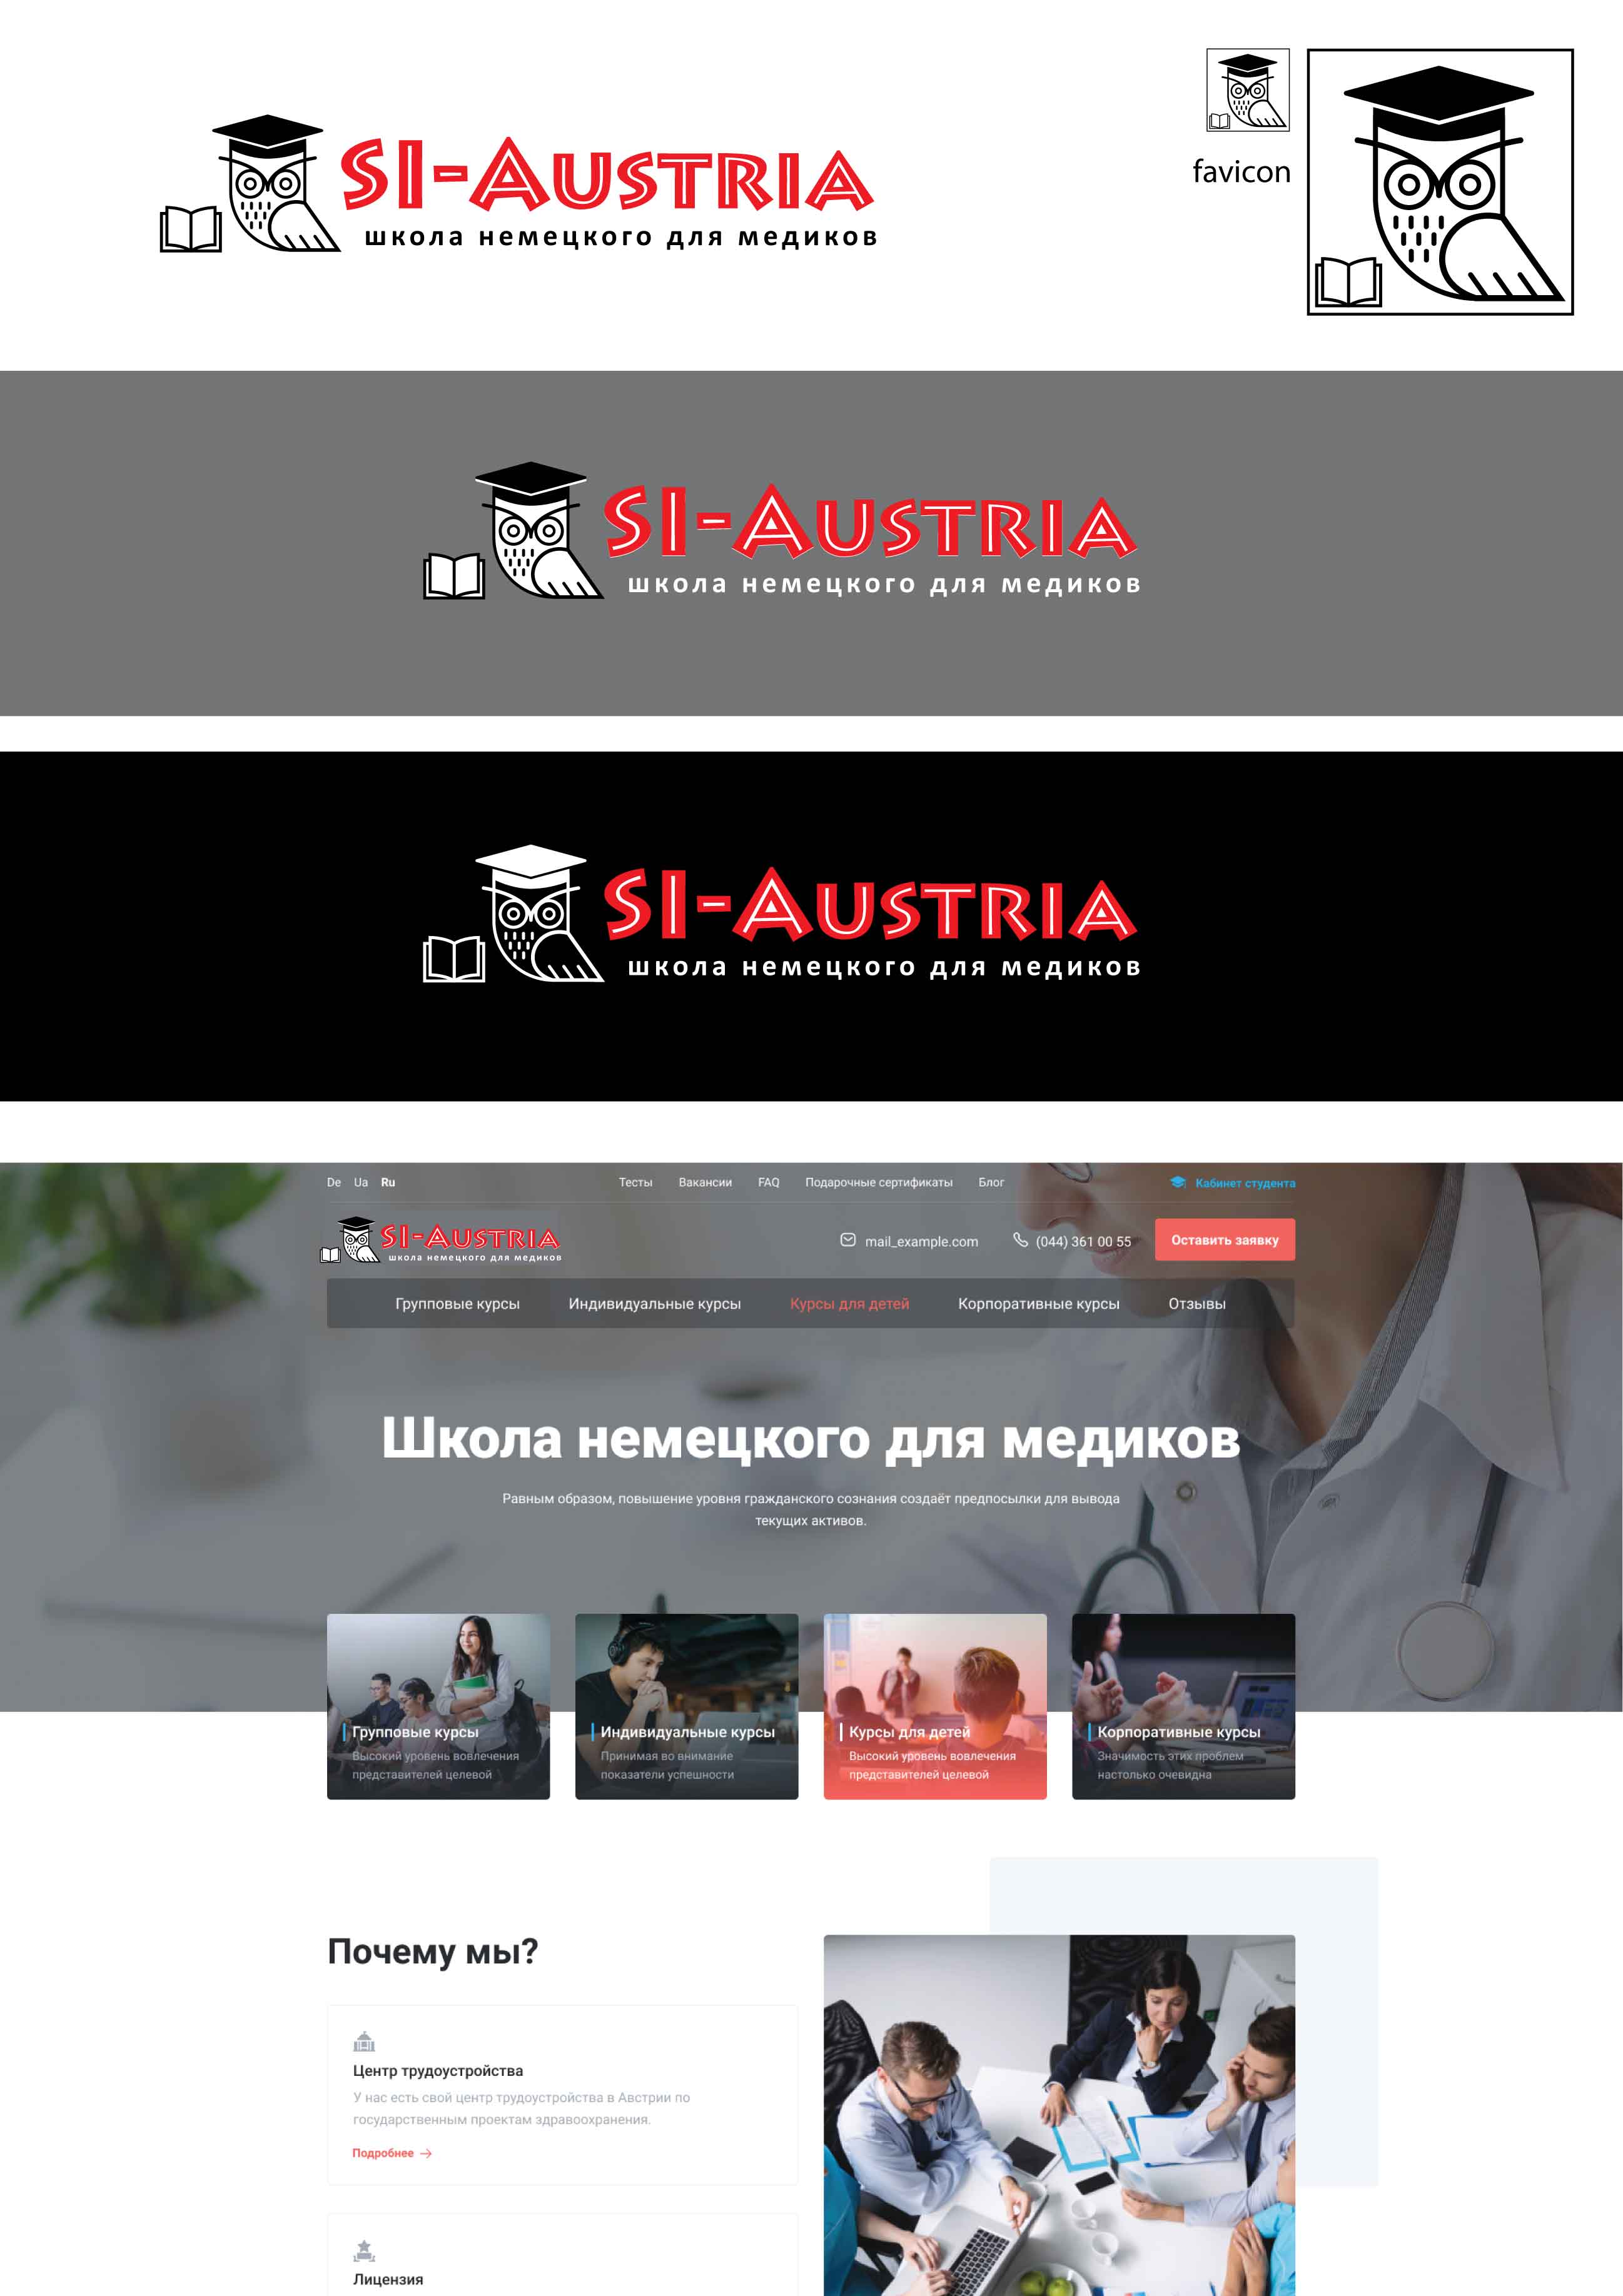 SI-AUSTRIA
школа немецкого для медиков
favicon
SI-AUSTRIA
школа немецкого для медиков
SI-AUSTRIA
школа немецкого для медиков
De Ua Ru
Тесты Вакансии FAQ Подарочные сертификаты Блог
Кабинет студента
SI-AUSTRIA
школа немецкого для медиков
mail_example.com
(044) 361 00 55
Оставить заявку
Групповые курсы Индивидуальные курсы Курсы для детей Корпоративные курсы Отзывы
Школа немецкого для медиков
Равным образом, повышение уровня гражданского сознания создаёт предпосылки для вывода
текущих активов.
Групповые курсы
Высокий уровень вовлечения
представителей целевой
Индивидуальные курсы
Принимая во внимание
показатели успешности
Курсы для детей
Высокий уровень вовлечения
представителей целевой
Корпоративные курсы
Значимость этих проблем
настолько очевидна
Почему мы?
Центр трудоустройства
У нас есть свой центр трудоустройства в Австрии по
государственным проектам здравоохранения.
Подробнее →
Лицензия